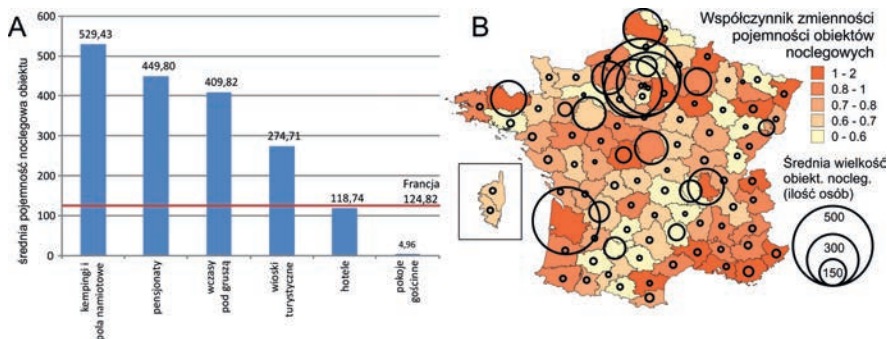 A
średnia pojemność noclegowa obiektu
600
500
400
300
200
100
0
529,43
449,80
409,82
274,71
118,74
4,96
Francja
124,82
kempingi i
pola namiotowe
pensjonaty
wczasy
pod gruszą
wioski
turystyczne
hotele
pokoje
gościnne
B
Współczynnik zmienności
pojemności obiektów
noclegowych
1 - 2
0.8 - 1
0.7 - 0.8
0.6 - 0.7
0 - 0.6
Średnia wielkość
obiekt. nocleg.
(ilość osób)
500
300
150